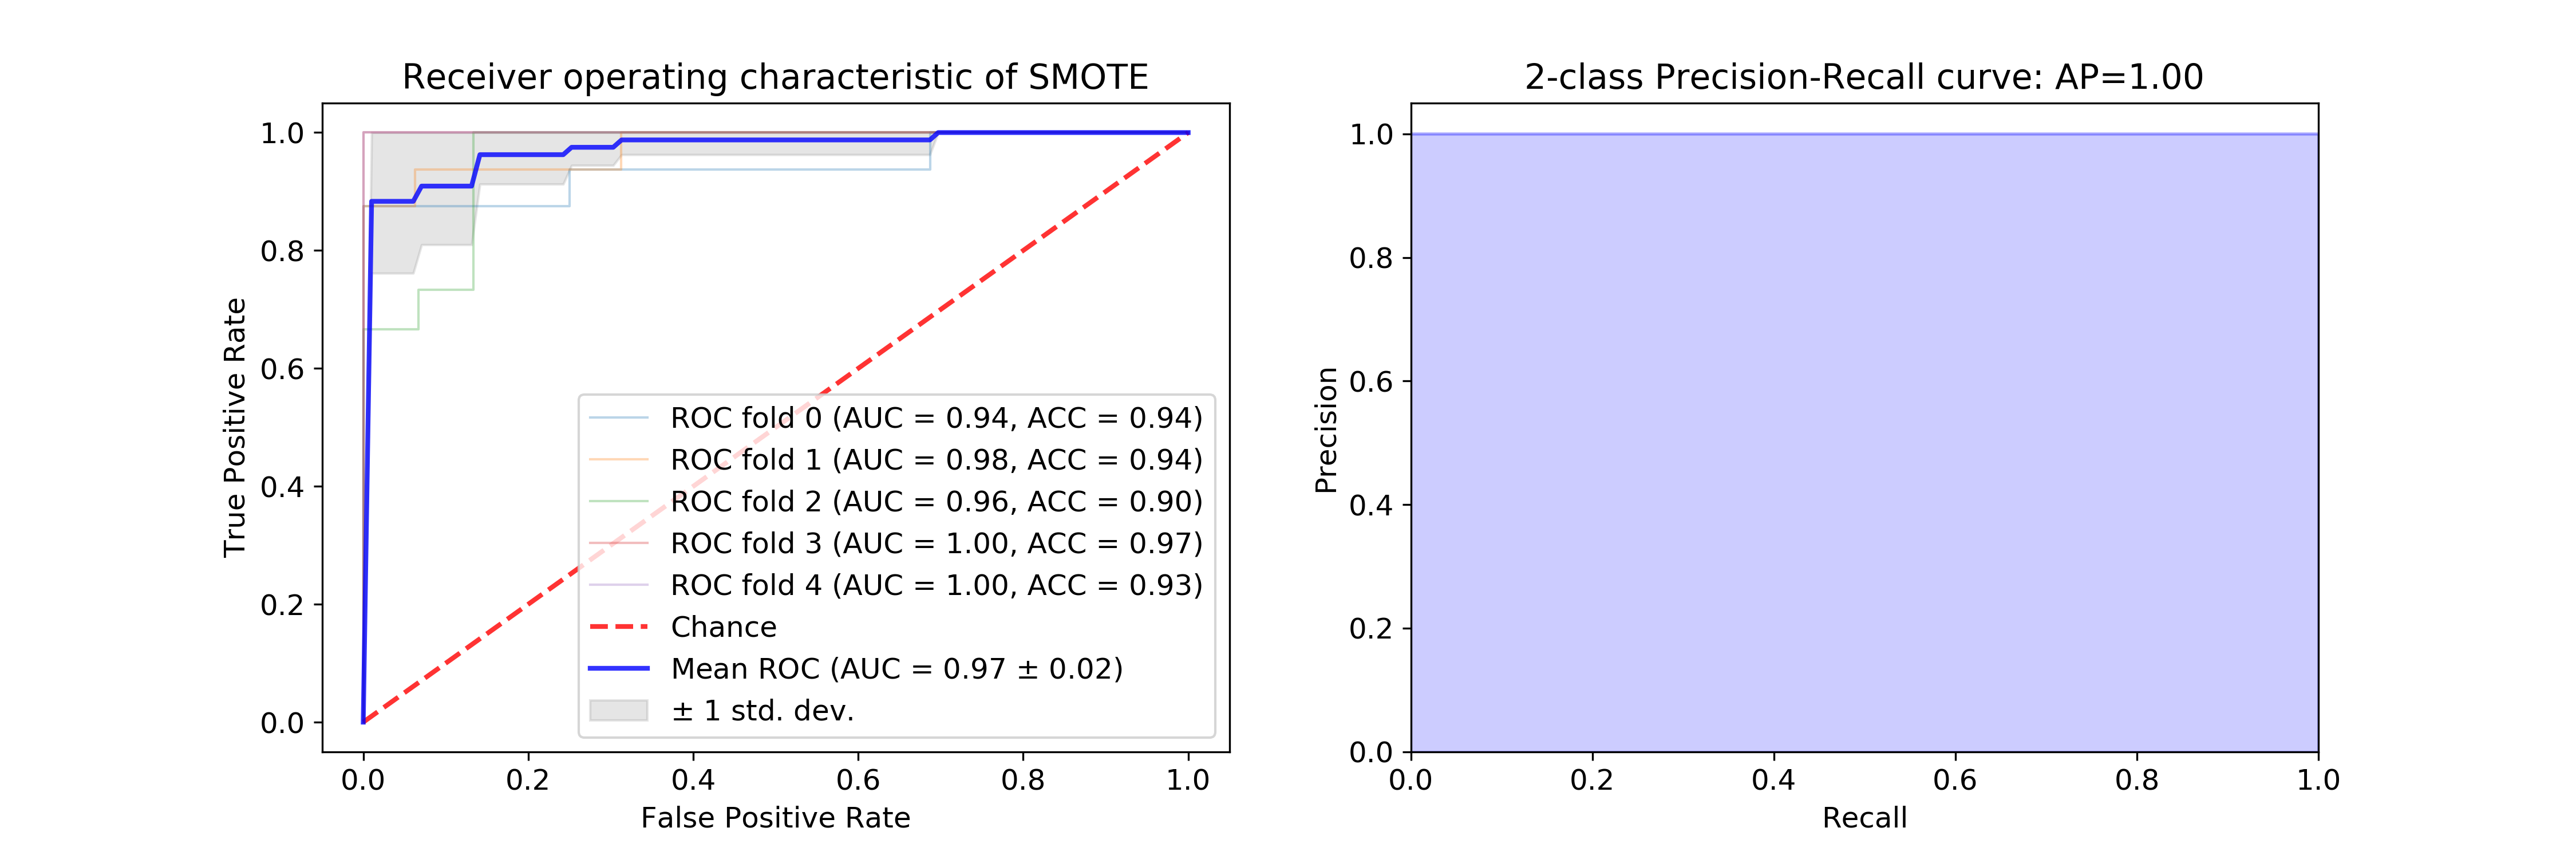 Receiver operating characteristic of SMOTE
True Positive Rate
1.0
0.8
0.6
0.4
0.2
0.0
ROC fold 0 (AUC = 0.94, ACC = 0.94)
ROC fold 1 (AUC = 0.98, ACC = 0.94)
ROC fold 2 (AUC = 0.96, ACC = 0.90)
ROC fold 3 (AUC = 1.00, ACC = 0.97)
ROC fold 4 (AUC = 1.00, ACC = 0.93)
Chance
Mean ROC (AUC = 0.97 ± 0.02)
± 1 std. dev.
0.0 0.2 0.4 0.6 0.8 1.0
False Positive Rate
2-class Precision-Recall curve: AP=1.00
Precision
1.0
0.8
0.6
0.4
0.2
0.0
0.0 0.2 0.4 0.6 0.8 1.0
Recall